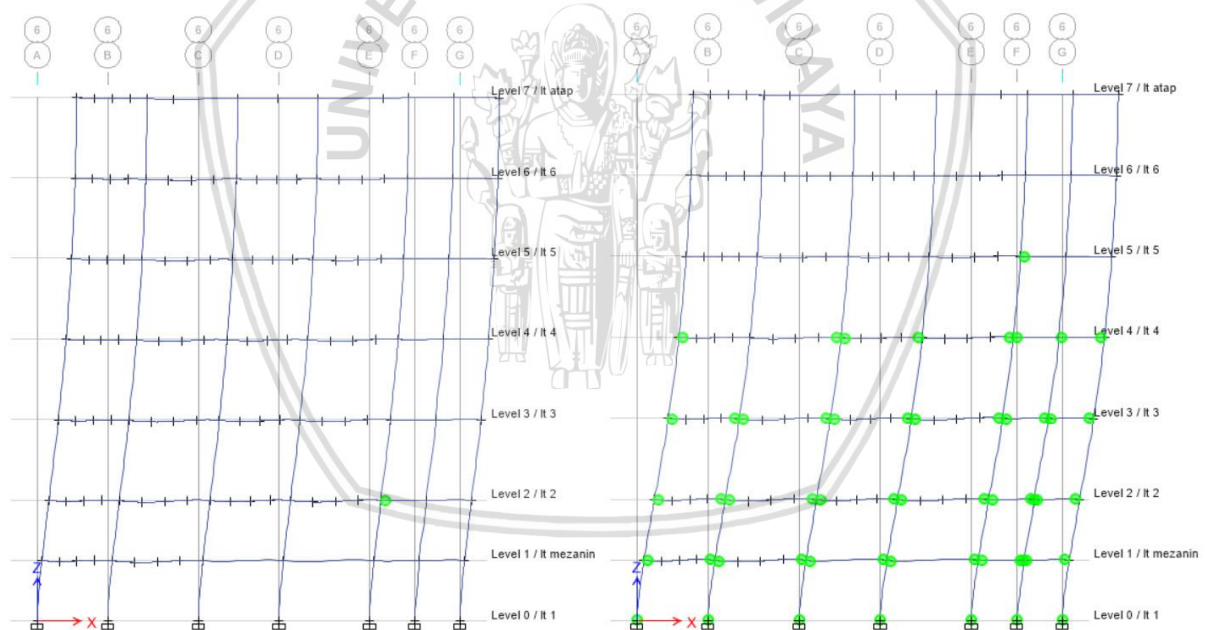 6 6 6 6 6 6 6
A B C D E F G
Level 7 / lt atap
Level 6 / lt 6
Level 5 / lt 5
Level 4 / lt 4
Level 3 / lt 3
Level 2 / lt 2
Level 1 / lt mezanin
Z
Level 0 / lt 1
X
6 6 6 6 6 6 6
A B C D E F G
Level 7 / lt atap
Level 6 / lt 6
Level 5 / lt 5
Level 4 / lt 4
Level 3 / lt 3
Level 2 / lt 2
Level 1 / lt mezanin
Z
Level 0 / lt 1
X
UNIVE
IJAYA